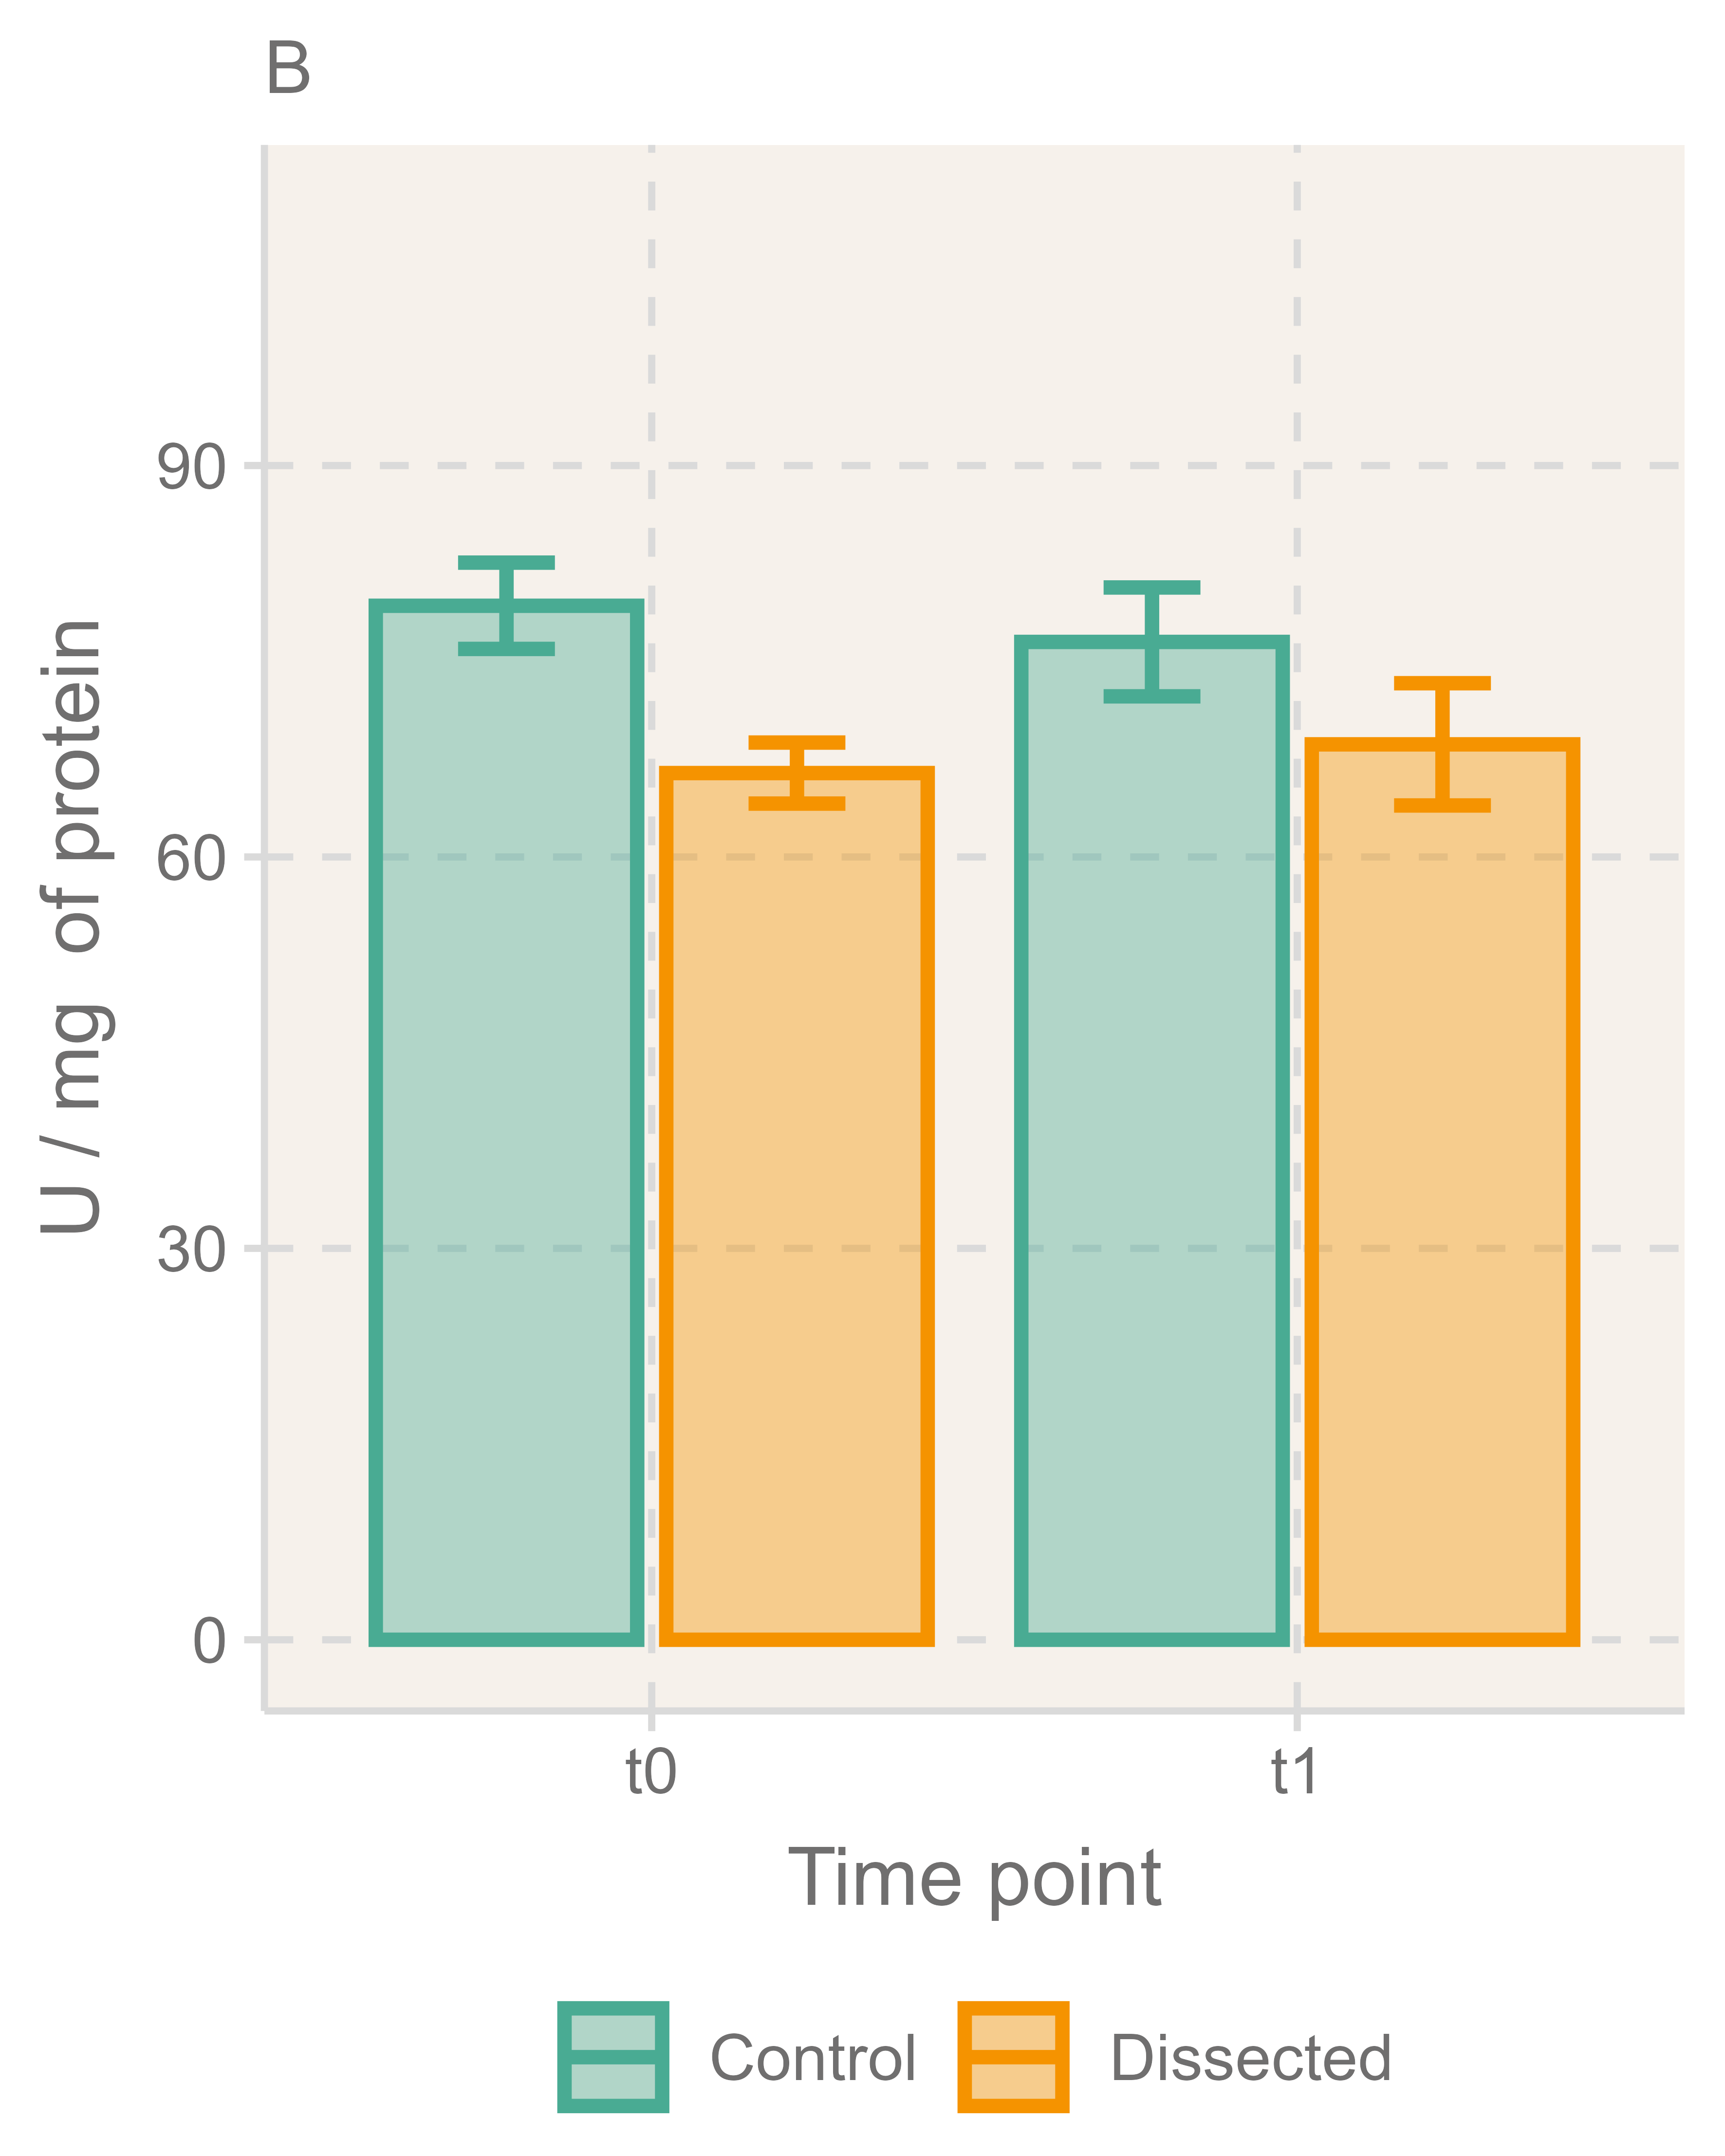 B
U / mg  of protein
90
60
30
0
t0 t1
Time point
Control Dissected